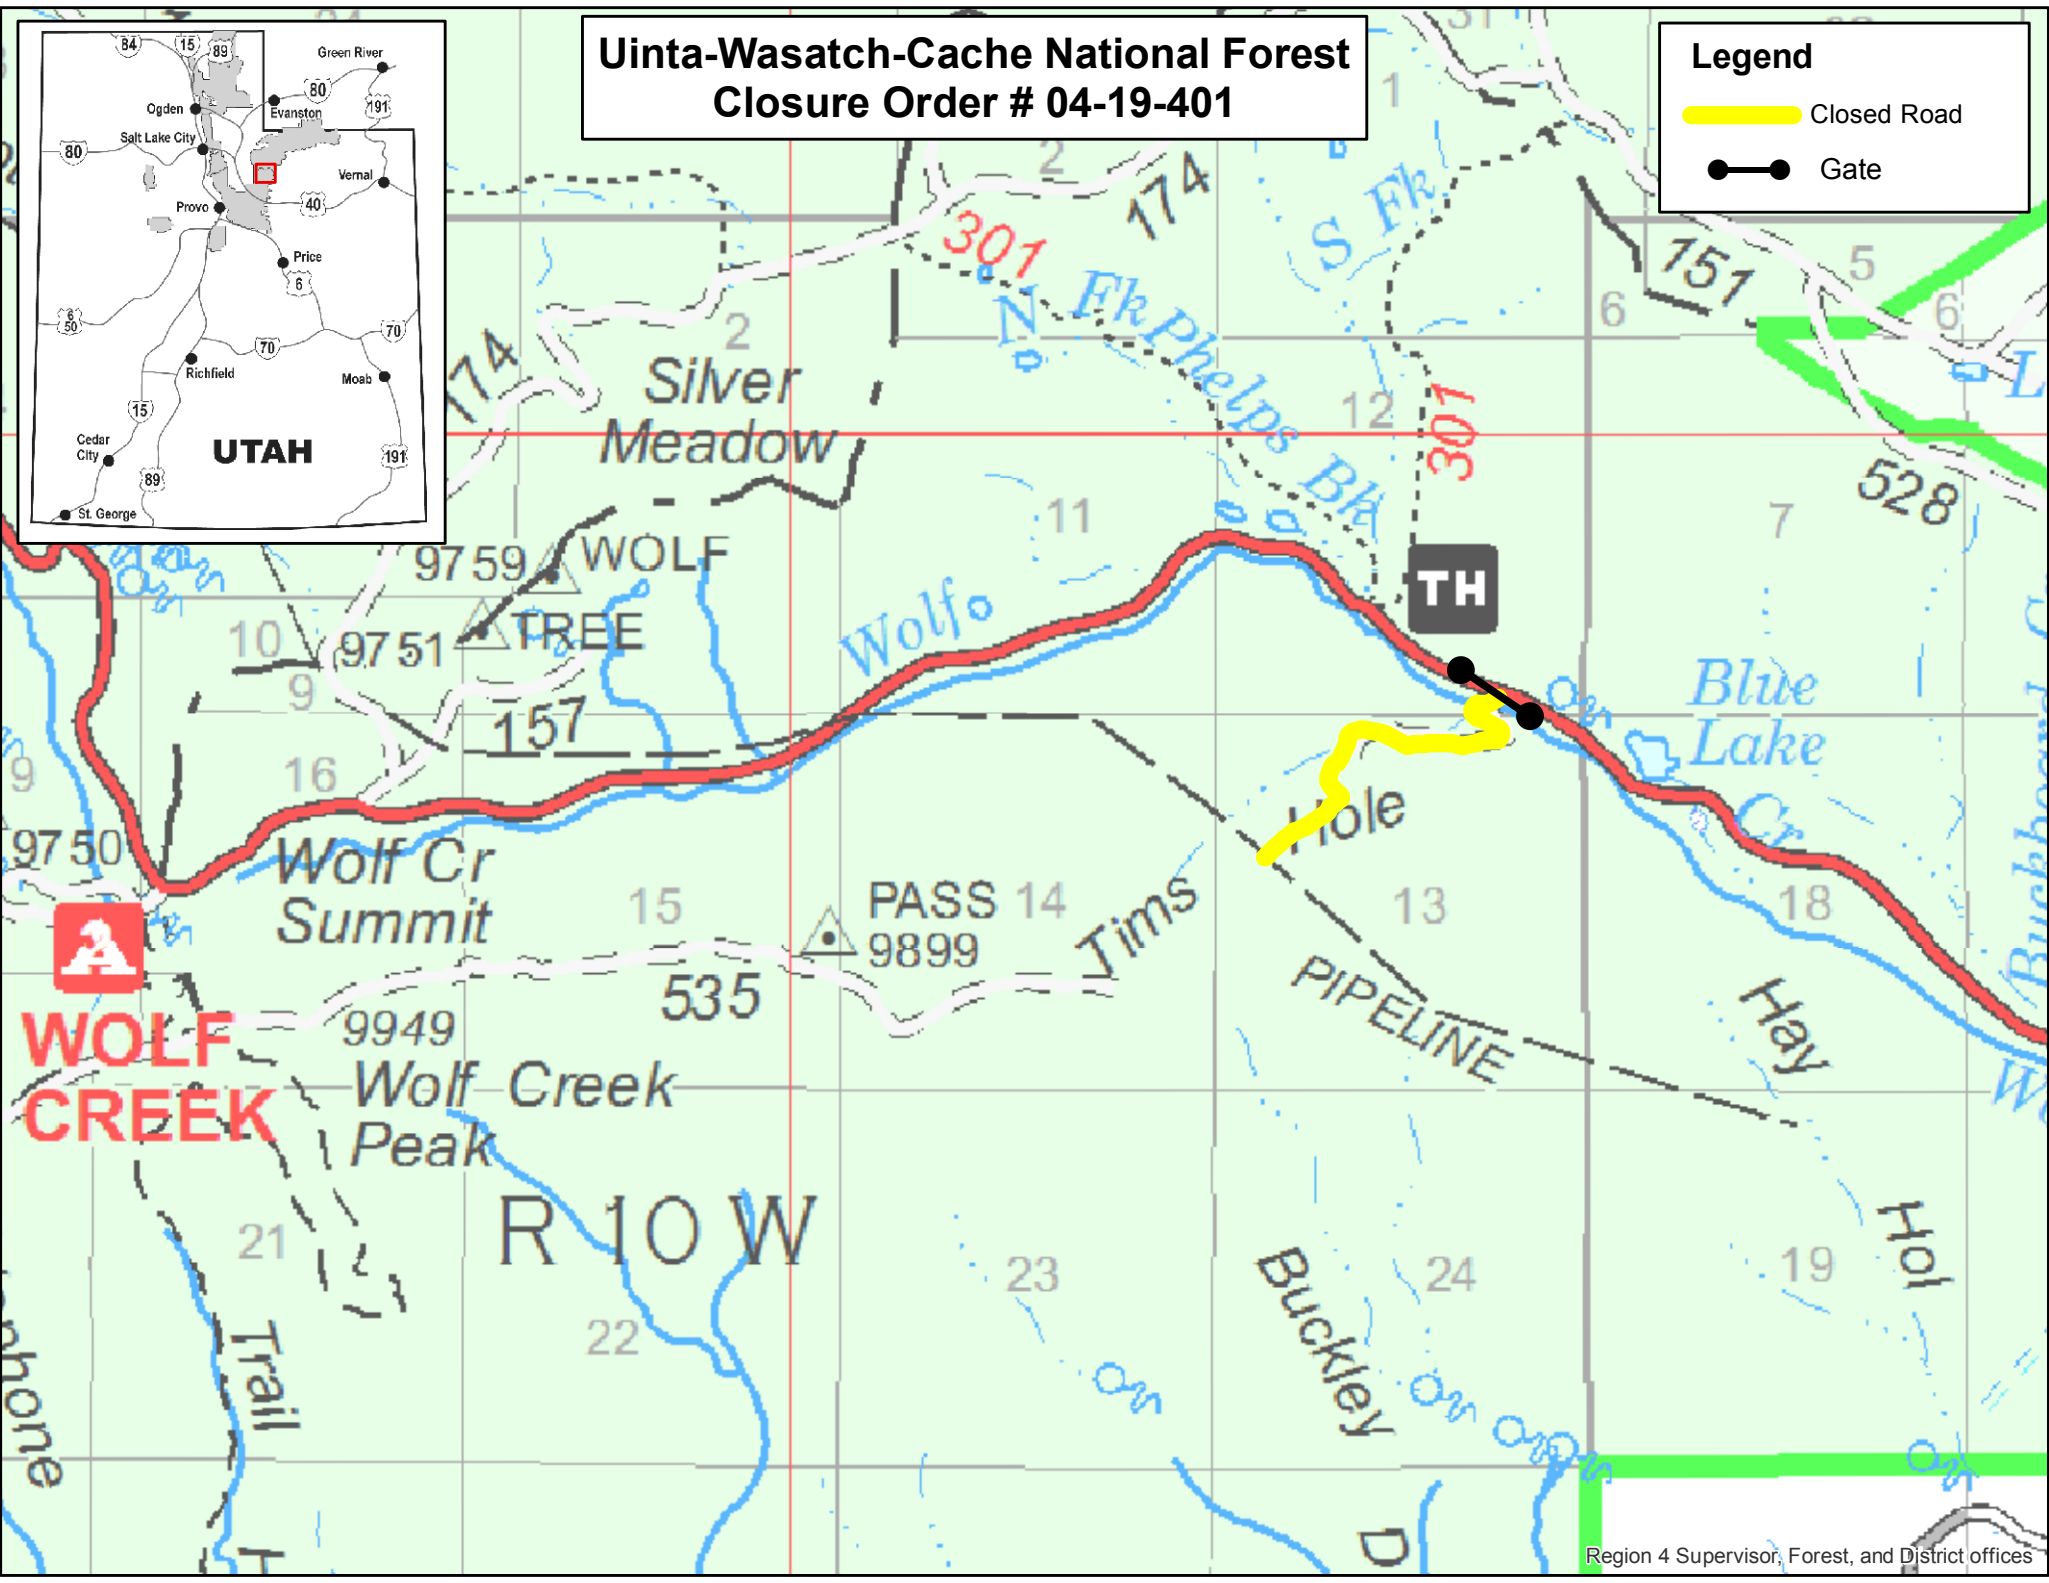 Uinta-Wasatch-Cache National Forest
Closure Order # 04-19-401
Legend
Closed Road
Gate
84
15
89
Green River
80
191
Ogden
Evanston
Salt Lake City
80
Vernal
40
Provo
Price
6
6
50
70
70
Richfield
Moab
15
Cedar
City
UTAH
191
89
St. George
31
1
2
174
S Fk
301
151
5
6
6
N Fk Phelps Bk
2
174
Silver
Meadow
12
301
L
528
7
11
9759
WOLF
TH
10
9751
TREE
Wolf
9
157
Blue
Lake
16
9
Hole
Cr
9750
Wolf Cr
Summit
15
PASS
9899
14
Tims
13
18
535
PIPELINE
Hay
WOLF
CREEK
9949
Wolf Creek
Peak
R 10 W
21
23
Buckley
24
19
Hol
22
Trail
D
Region 4 Supervisor, Forest, and District offices